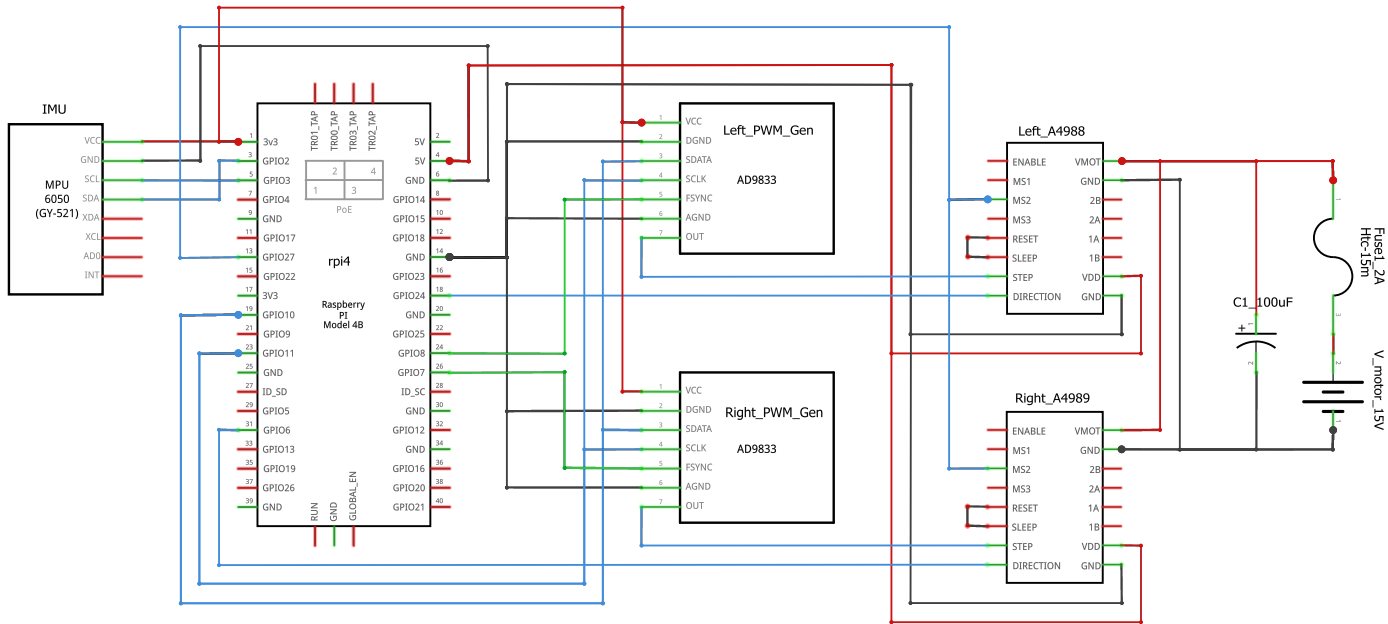 IMU
MPU
6050
(GY-521)
VCC
GND
SCL
SDA
XDA
XCL
AD0
INT
TR01_TAP
TR00_TAP
TR03_TAP
TR02_TAP
2 4
1 3
PoE
rpi4
Raspberry
PI
Model 4B
1 3v3
3 GPIO2
5 GPIO3
7 GPIO4
9 GND
11 GPIO17
13 GPIO27
15 GPIO22
17 3V3
19 GPIO10
21 GPIO9
23 GPIO11
25 GND
27 ID_SD
29 GPIO5
31 GPIO6
33 GPIO13
35 GPIO19
37 GPIO26
39 GND
5V 2
5V 4
GND 6
GPIO14 8
GPIO15 10
GPIO18 12
GND 14
GPIO23 16
GPIO24 18
GND 20
GPIO25 22
GPIO8 24
GPIO7 26
ID_SC 28
GND 30
GPIO12 32
GND 34
GPIO16 36
GPIO20 38
GPIO21 40
RUN
GND
GLOBAL_EN
Left_PWM_Gen
AD9833
1 VCC
2 DGND
3 SDATA
4 SCLK
5 FSYNC
6 AGND
7 OUT
Right_PWM_Gen
AD9833
1 VCC
2 DGND
3 SDATA
4 SCLK
5 FSYNC
6 AGND
7 OUT
Left_A4988
ENABLE VMOT
MS1 GND
MS2 2B
MS3 2A
RESET 1A
SLEEP 1B
STEP VDD
DIRECTION GND
Right_A4989
ENABLE VMOT
MS1 GND
MS2 2B
MS3 2A
RESET 1A
SLEEP 1B
STEP VDD
DIRECTION GND
C1_100uF
1
+
2
Fuse1_2A
Htc-15m
1
3
V_motor_15V
2
1